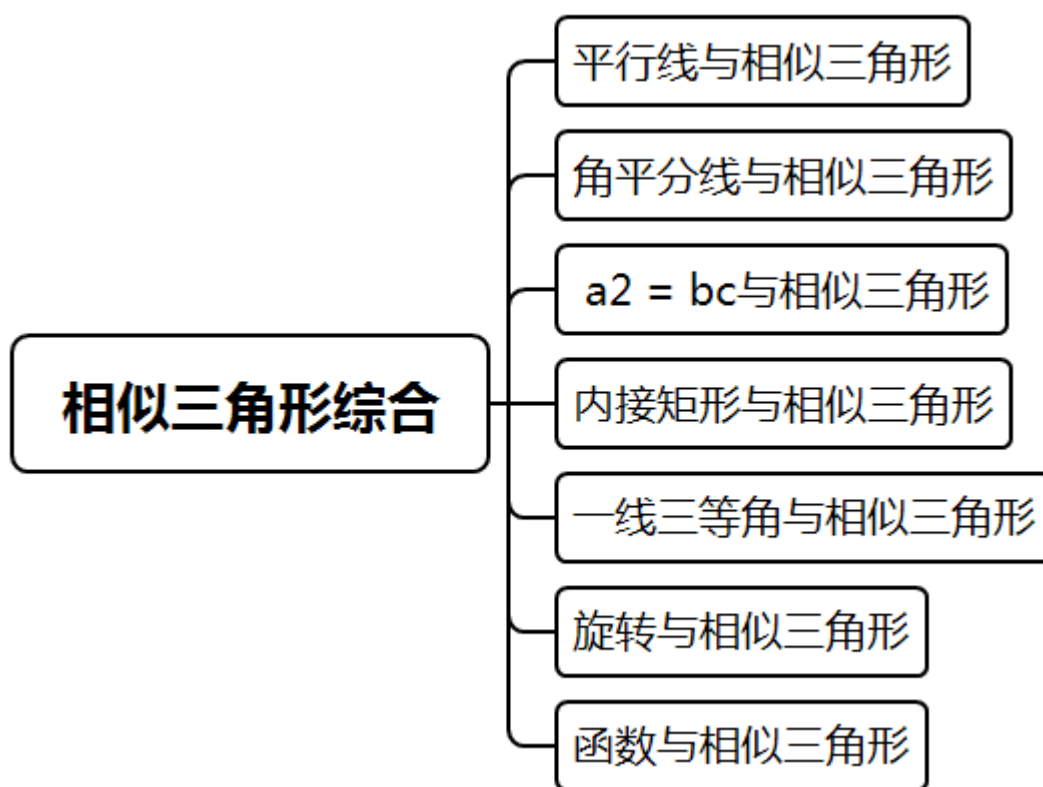 平行线与相似三角形
角平分线与相似三角形
a2 = bc与相似三角形
相似三角形综合
内接矩形与相似三角形
一线三等角与相似三角形
旋转与相似三角形
函数与相似三角形